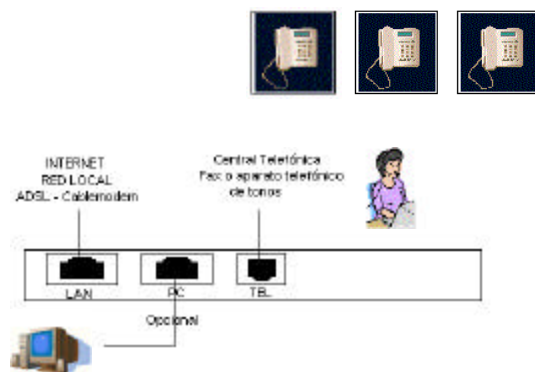 INTERNET
RED LOCAL
ADSL - Cablemodem
Central Telefónica
Fax o aparato telefónico
de tonos
LAN
PC
TEL
Opcional